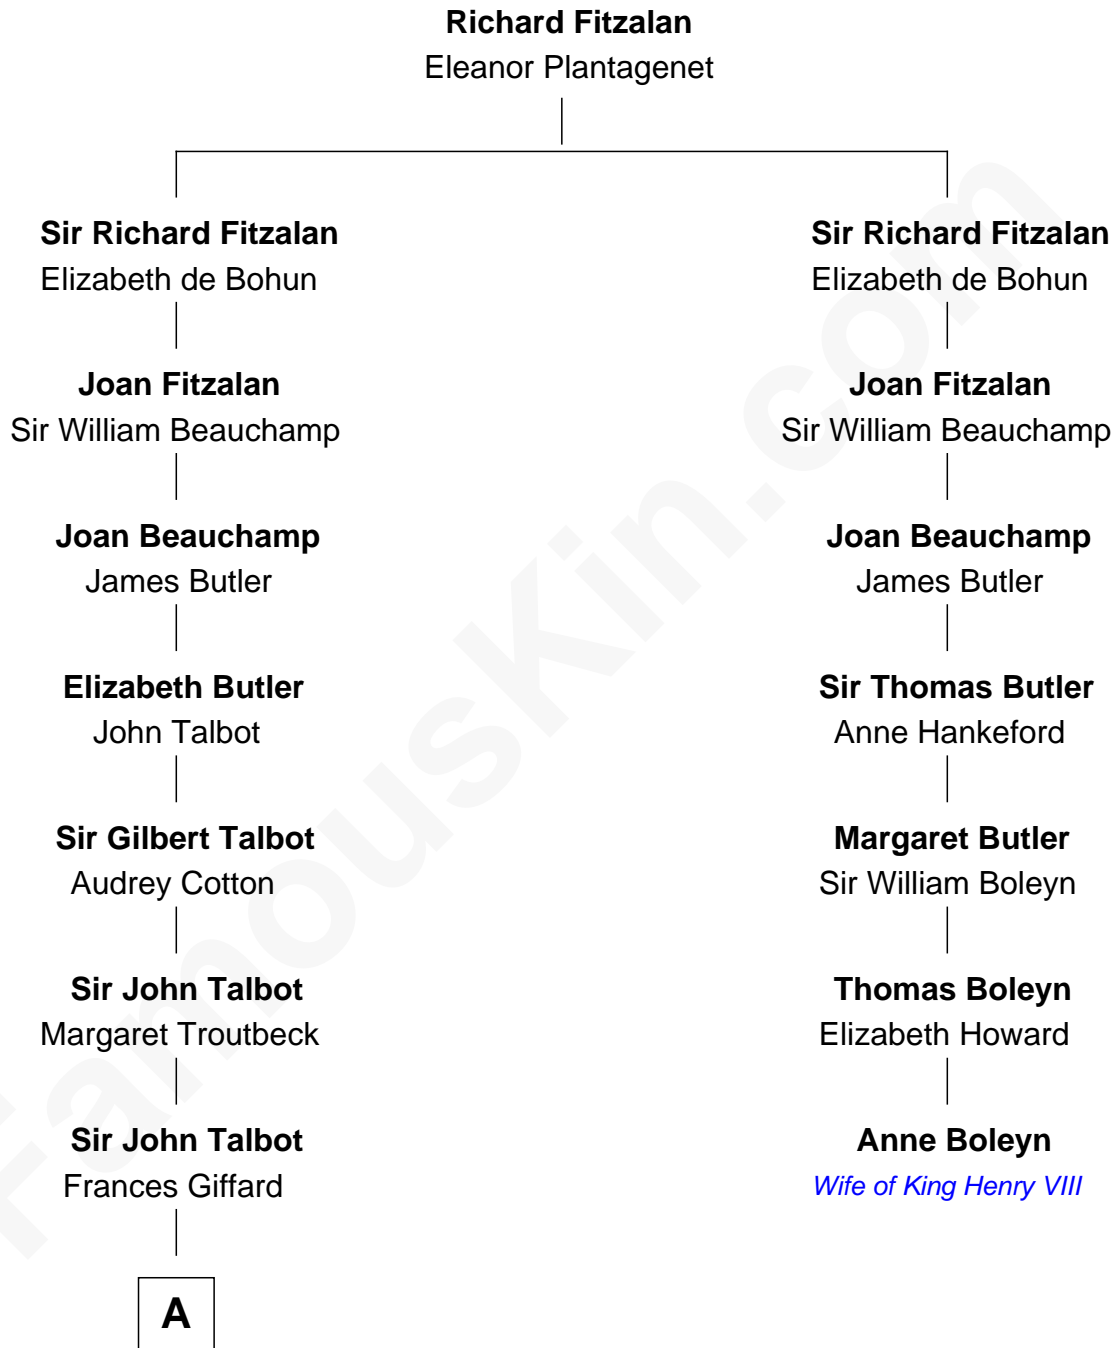 Richard Fitzalan
Eleanor Plantagenet
Sir Richard Fitzalan
Elizabeth de Bohun
Joan Fitzalan
Sir William Beauchamp
Joan Beauchamp
James Butler
Elizabeth Butler
John Talbot
Sir Gilbert Talbot
Audrey Cotton
Sir John Talbot
Margaret Troutbeck
Sir John Talbot
Frances Giffard
A
Sir Richard Fitzalan
Elizabeth de Bohun
Joan Fitzalan
Sir William Beauchamp
Joan Beauchamp
James Butler
Sir Thomas Butler
Anne Hankeford
Margaret Butler
Sir William Boleyn
Thomas Boleyn
Elizabeth Howard
Anne Boleyn
Wife of King Henry VIII
FamousKin.com